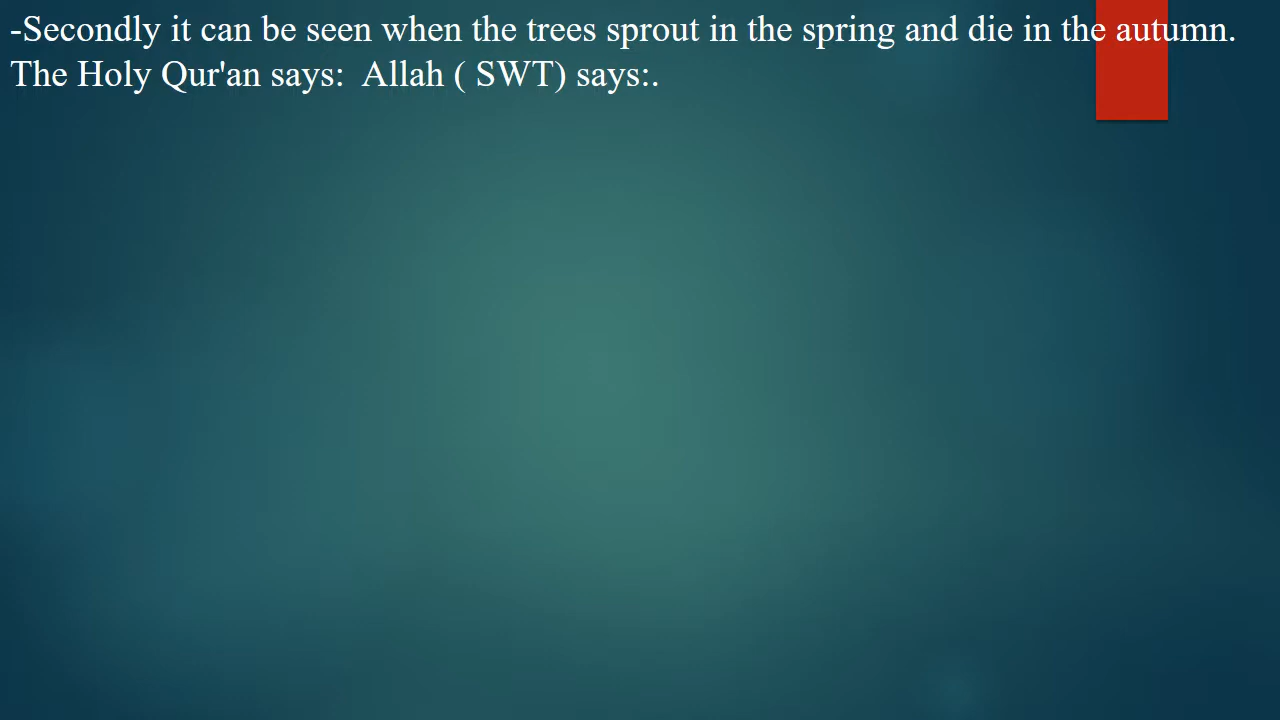 -Secondly it can be seen when the trees sprout in the spring and die in the autumn.
The Holy Qur'an says:  Allah ( SWT) says:.